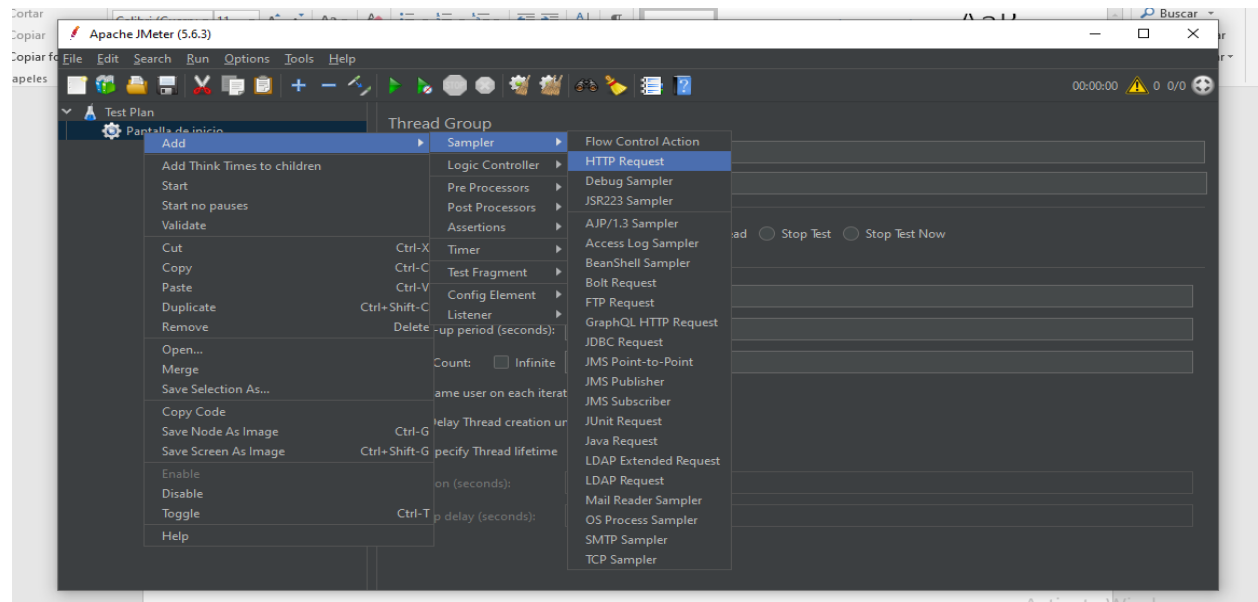 Cortar
Copiar
Copiar fo
apeles
Buscar
Apache JMeter (5.6.3)
File Edit Search Run Options Tools Help
00:00:00 0 0/0
Test Plan
Pantalla de inicio
Thread Group
Add
Add Think Times to children
Start
Start no pauses
Validate
Cut Ctrl-X
Copy Ctrl-C
Paste Ctrl-V
Duplicate Ctrl+Shift-C
Remove Delete
Open...
Merge
Save Selection As...
Copy Code
Save Node As Image Ctrl-G
Save Screen As Image Ctrl+Shift-G
Enable
Disable
Toggle Ctrl-T
Help
Sampler
Logic Controller
Pre Processors
Post Processors
Assertions
Timer
Test Fragment
Config Element
Listener
Flow Control Action
HTTP Request
Debug Sampler
JSR223 Sampler
AJP/1.3 Sampler
Access Log Sampler
BeanShell Sampler
Bolt Request
FTP Request
GraphQL HTTP Request
JDBC Request
JMS Point-to-Point
JMS Publisher
JMS Subscriber
JUnit Request
Java Request
LDAP Extended Request
LDAP Request
Mail Reader Sampler
OS Process Sampler
SMTP Sampler
TCP Sampler
ead Stop Test Stop Test Now
-up period (seconds):
Count: Infinite
ame user on each iterat
elay Thread creation un
pecify Thread lifetime
on (seconds):
p delay (seconds):